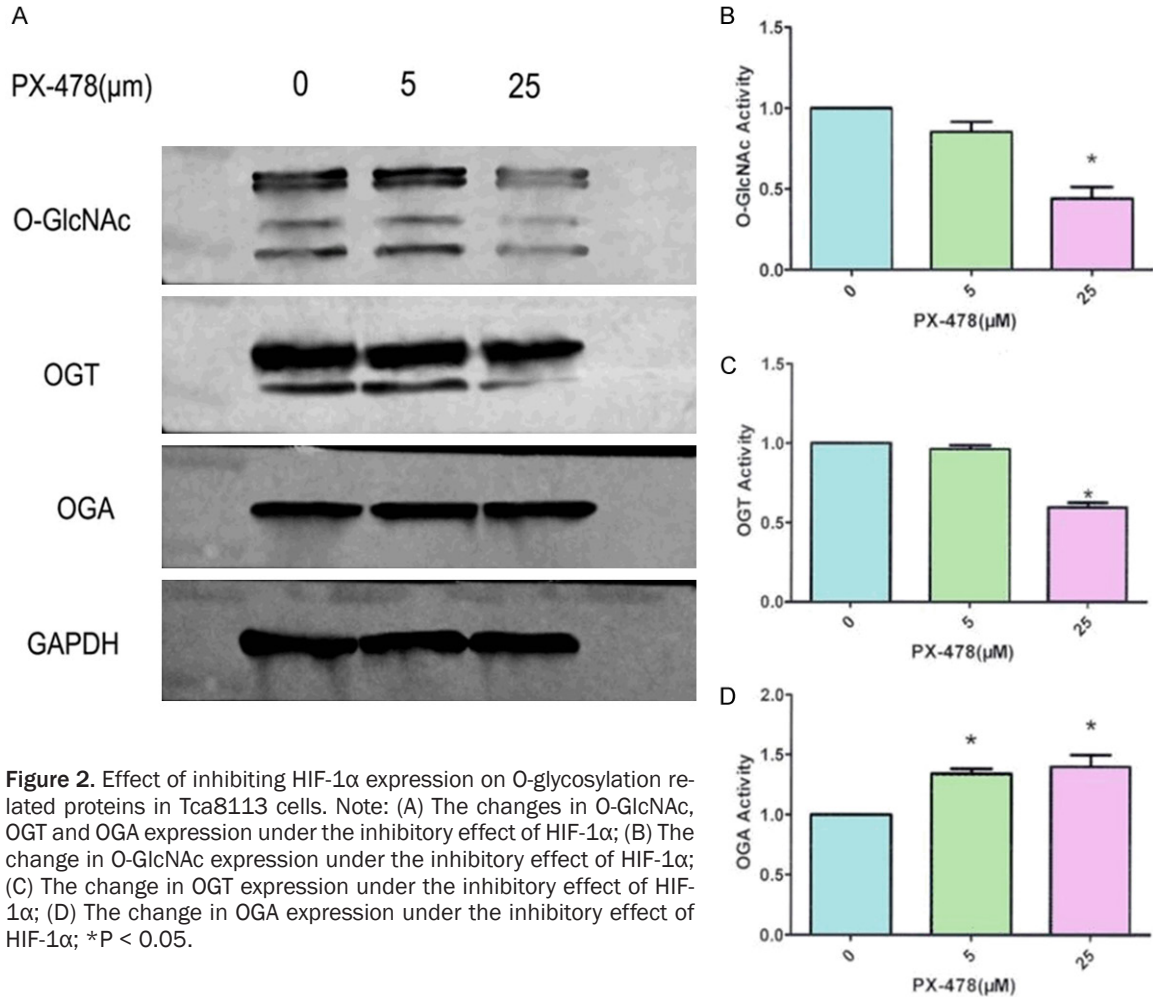 A
PX-478(μm) 0 5 25
O-GlcNAc
OGT
OGA
GAPDH
B
1.5
1.0
0.5
0.0
O-GlcNAc Activity
*
0 5 25
PX-478(μM)
C
1.5
1.0
0.5
0.0
OGT Activity
*
0 5 25
PX-478(μM)
D
2.0
1.5
1.0
0.5
0.0
OGA Activity
* *
0 5 25
PX-478(μM)
Figure 2. Effect of inhibiting HIF-1α expression on O-glycosylation re-
lated proteins in Tca8113 cells. Note: (A) The changes in O-GlcNAc,
OGT and OGA expression under the inhibitory effect of HIF-1α; (B) The
change in O-GlcNAc expression under the inhibitory effect of HIF-1α;
(C) The change in OGT expression under the inhibitory effect of HIF-
1α; (D) The change in OGA expression under the inhibitory effect of
HIF-1α; *P < 0.05.